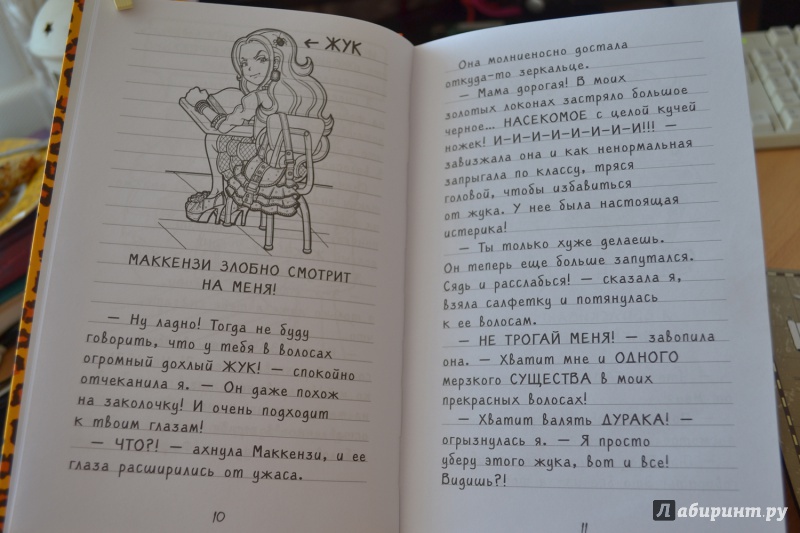 ← ЖУК
МАККЕНЗИ ЗЛОБНО СМОТРИТ
НА МЕНЯ!
— Ну ладно! Тогда не буду
говорить, что у тебя в волосах
огромный дохлый ЖУК! — спокойно
отчеканила я. — Он даже похож
на заколочку! И очень подходит
к твоим глазам!
— ЧТО?! — ахнула Маккензи, и ее
глаза расширились от ужаса.
10
Она молниеносно достала
откуда-то зеркальце.
— Мама дорогая! В моих
золотых локонах застряло большое
черное... НАСЕКОМОЕ с целой кучей
ножек! И-И-И-И-И-И-И-И!!! —
завизжала она и как ненормальная
запрыгала по классу, тряся
головой, чтобы избавиться
от жука. У нее была настоящая
истерика!
— Ты только хуже делаешь.
Он теперь еще больше запутался.
Сядь и расслабься! — сказала я,
взяла салфетку и потянулась
к ее волосам.
— НЕ ТРОГАЙ МЕНЯ! — завопила
она. — Хватит мне и ОДНОГО
мерзкого СУЩЕСТВА в моих
прекрасных волосах!
— Хватит валять ДУРАКА! —
огрызнулась я. — Я просто
уберу этого жука, вот и все!
Видишь?!
11
Лабиринт.ру